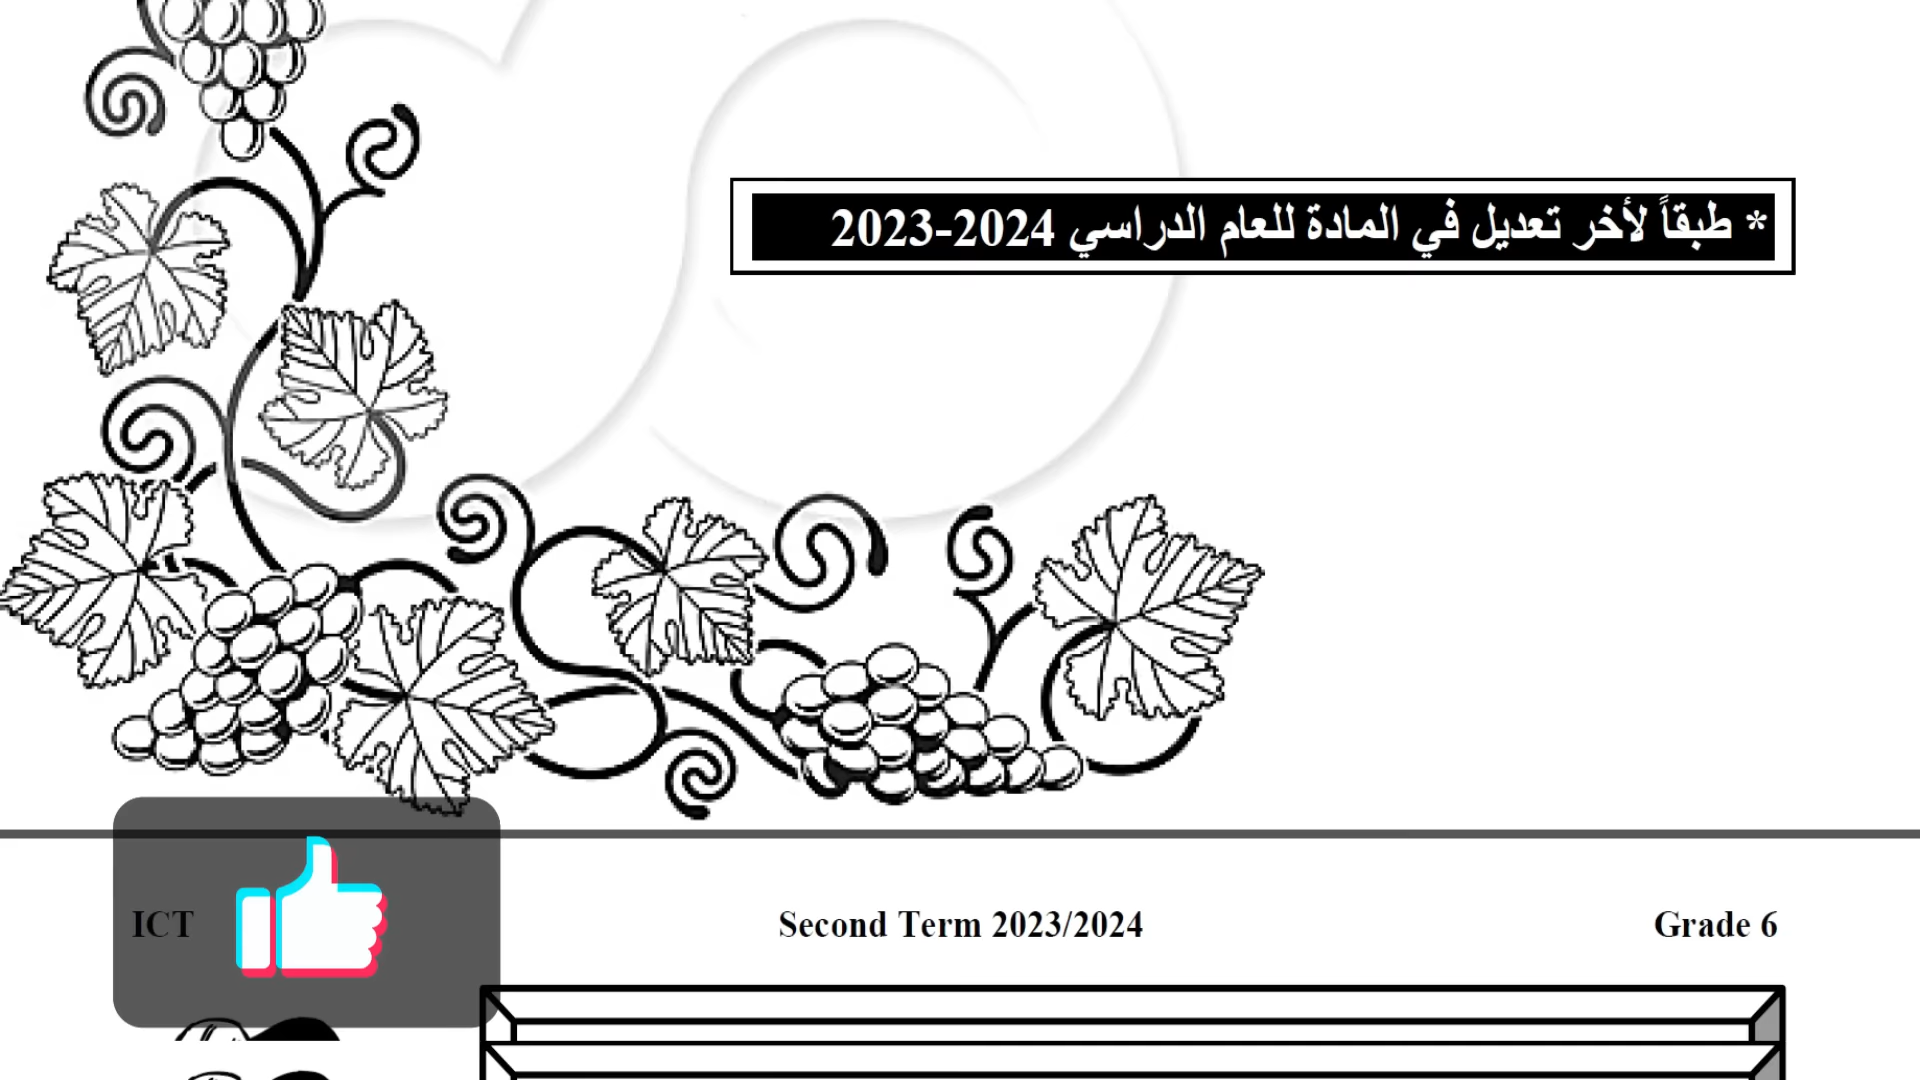 * طبقاً لأخر تعديل في المادة للعام الدراسي 2024-2023
ICT Second Term 2023/2024 Grade 6